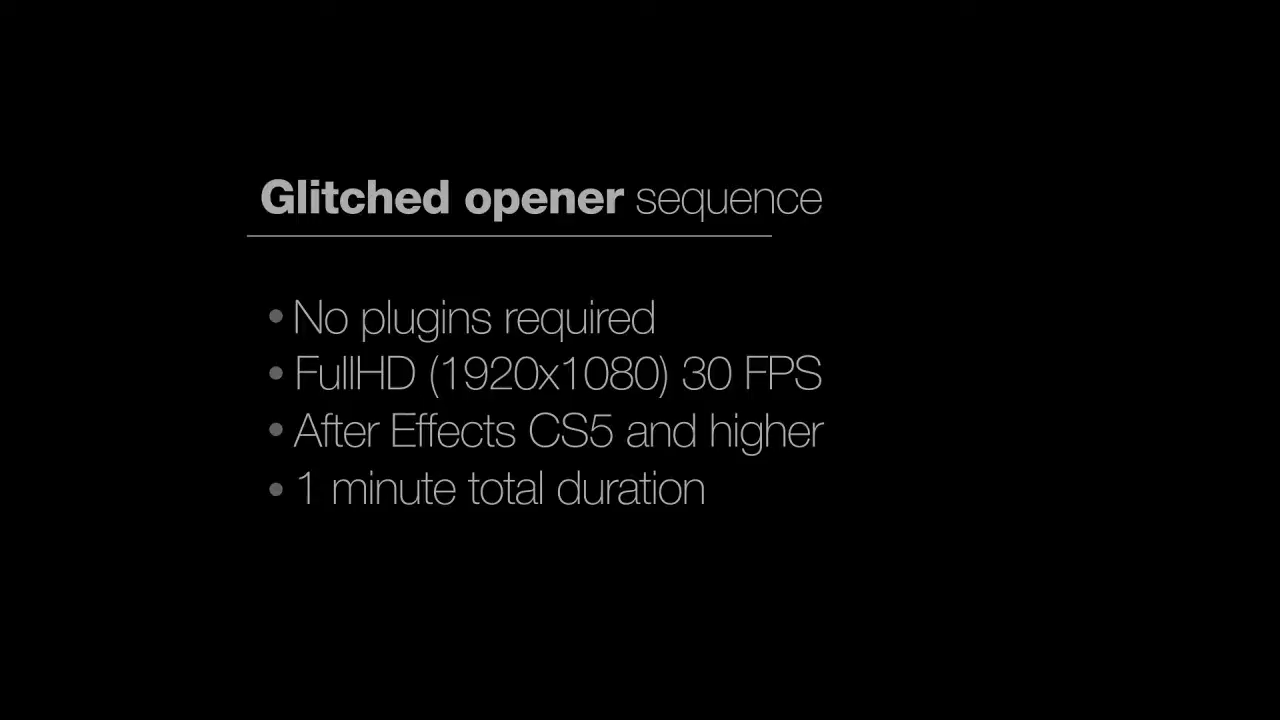 Glitched opener sequence
• No plugins required
• FullHD (1920x1080) 30 FPS
• After Effects CS5 and higher
• 1 minute total duration